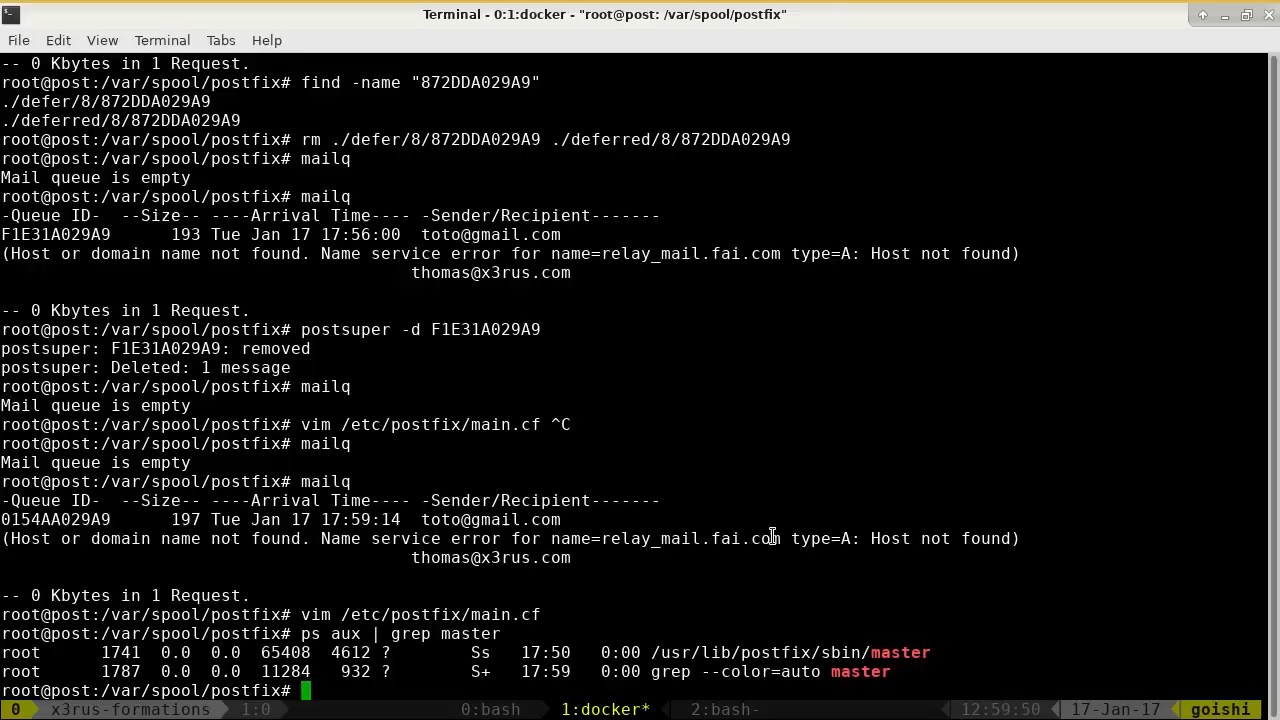 Terminal - 0:1:docker - "root@post: /var/spool/postfix"
File Edit View Terminal Tabs Help
-- 0 Kbytes in 1 Request.
root@post:/var/spool/postfix# find -name "872DDA029A9"
./defer/8/872DDA029A9
./deferred/8/872DDA029A9
root@post:/var/spool/postfix# rm ./defer/8/872DDA029A9 ./deferred/8/872DDA029A9
root@post:/var/spool/postfix# mailq
Mail queue is empty
root@post:/var/spool/postfix# mailq
-Queue ID-  --Size-- ----Arrival Time---- -Sender/Recipient-------
F1E31A029A9      193 Tue Jan 17 17:56:00  toto@gmail.com
(Host or domain name not found. Name service error for name=relay_mail.fai.com type=A: Host not found)
                                         thomas@x3rus.com
-- 0 Kbytes in 1 Request.
root@post:/var/spool/postfix# postsuper -d F1E31A029A9
postsuper: F1E31A029A9: removed
postsuper: Deleted: 1 message
root@post:/var/spool/postfix# mailq
Mail queue is empty
root@post:/var/spool/postfix# vim /etc/postfix/main.cf ^C
root@post:/var/spool/postfix# mailq
Mail queue is empty
root@post:/var/spool/postfix# mailq
-Queue ID-  --Size-- ----Arrival Time---- -Sender/Recipient-------
0154AA029A9      197 Tue Jan 17 17:59:14  toto@gmail.com
(Host or domain name not found. Name service error for name=relay_mail.fai.com type=A: Host not found)
                                         thomas@x3rus.com
-- 0 Kbytes in 1 Request.
root@post:/var/spool/postfix# vim /etc/postfix/main.cf
root@post:/var/spool/postfix# ps aux | grep master
root      1741  0.0  0.0  65408  4612 ?        Ss   17:50   0:00 /usr/lib/postfix/sbin/master
root      1787  0.0  0.0  11284   932 ?        S+   17:59   0:00 grep --color=auto master
root@post:/var/spool/postfix#
0 x3rus-formations 1:0 0:bash 1:docker* 2:bash- 12:59:50 17-Jan-17 goishi